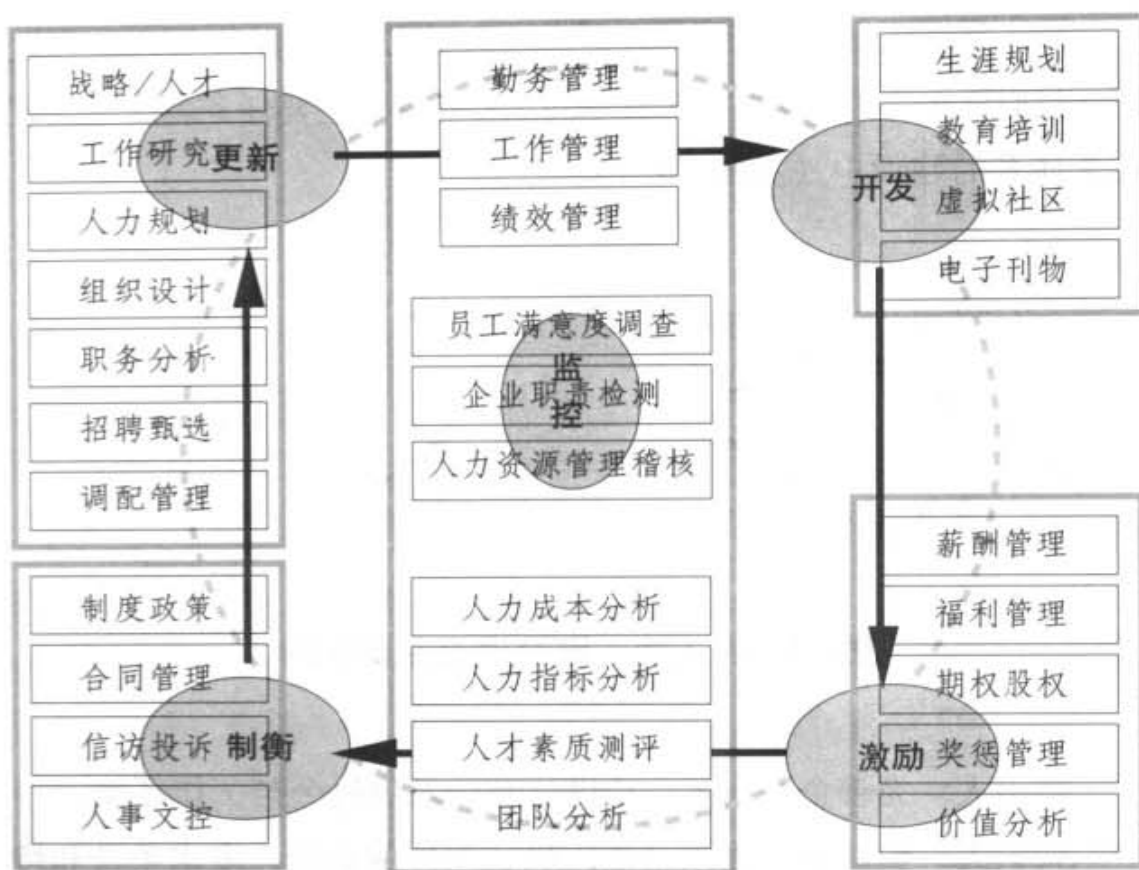 战略/人才
工作研究
人力规划
组织设计
职务分析
招聘甄选
调配管理
更新
制度政策
合同管理
信访投诉
人事文控
制衡
勤务管理
工作管理
绩效管理
员工满意度调查
企业职责检测
人力资源管理稽核
监
控
人力成本分析
人力指标分析
人才素质测评
团队分析
生涯规划
教育培训
虚拟社区
电子刊物
开发
薪酬管理
福利管理
期权股权
奖惩管理
价值分析
激励